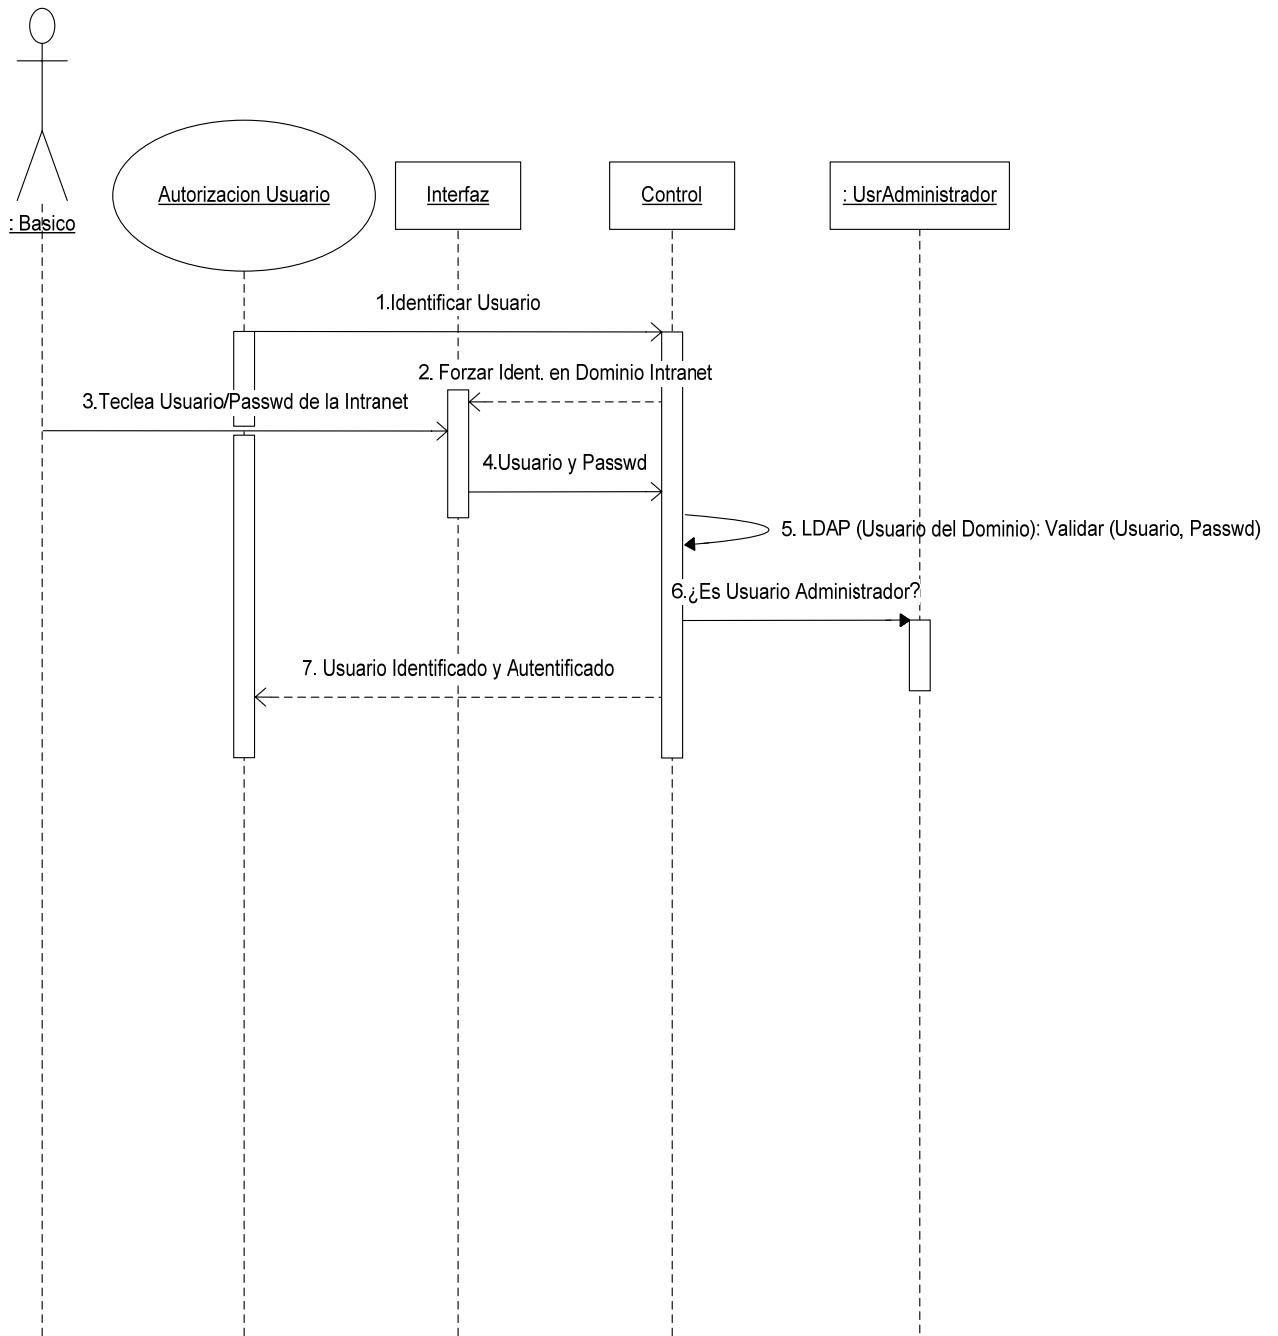 Autorizacion Usuario
Interfaz
Control
: UsrAdministrador
: Basico
1.Identificar Usuario
2. Forzar Ident. en Dominio Intranet
3.Teclea Usuario/Passwd de la Intranet
4.Usuario y Passwd
5. LDAP (Usuario del Dominio): Validar (Usuario, Passwd)
6.¿Es Usuario Administrador?
7. Usuario Identificado y Autentificado